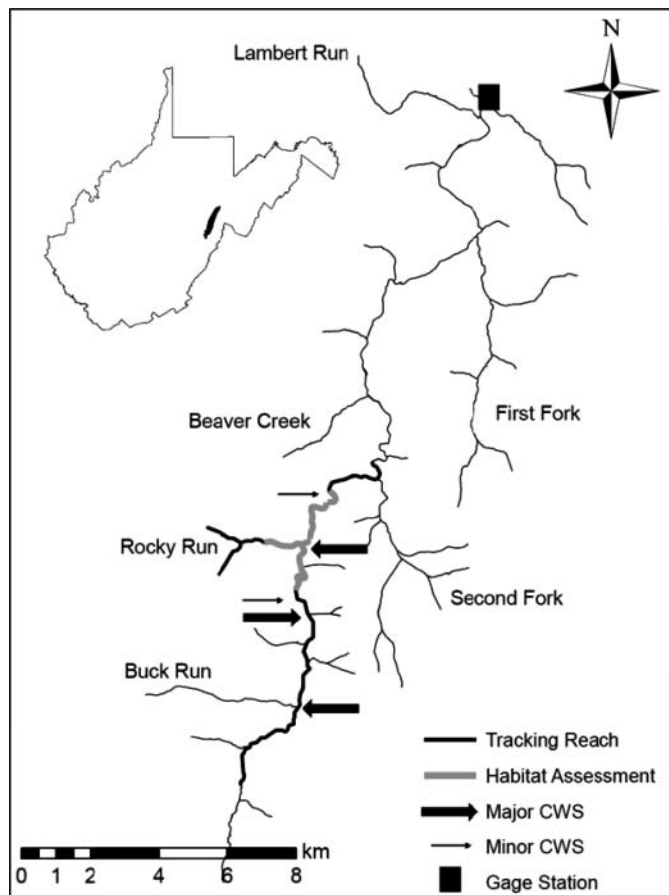 Lambert Run
N
First Fork
Beaver Creek
Rocky Run
Second Fork
Buck Run
Tracking Reach
Habitat Assessment
Major CWS
Minor CWS
Gage Station
km
0 1 2 4 6 8